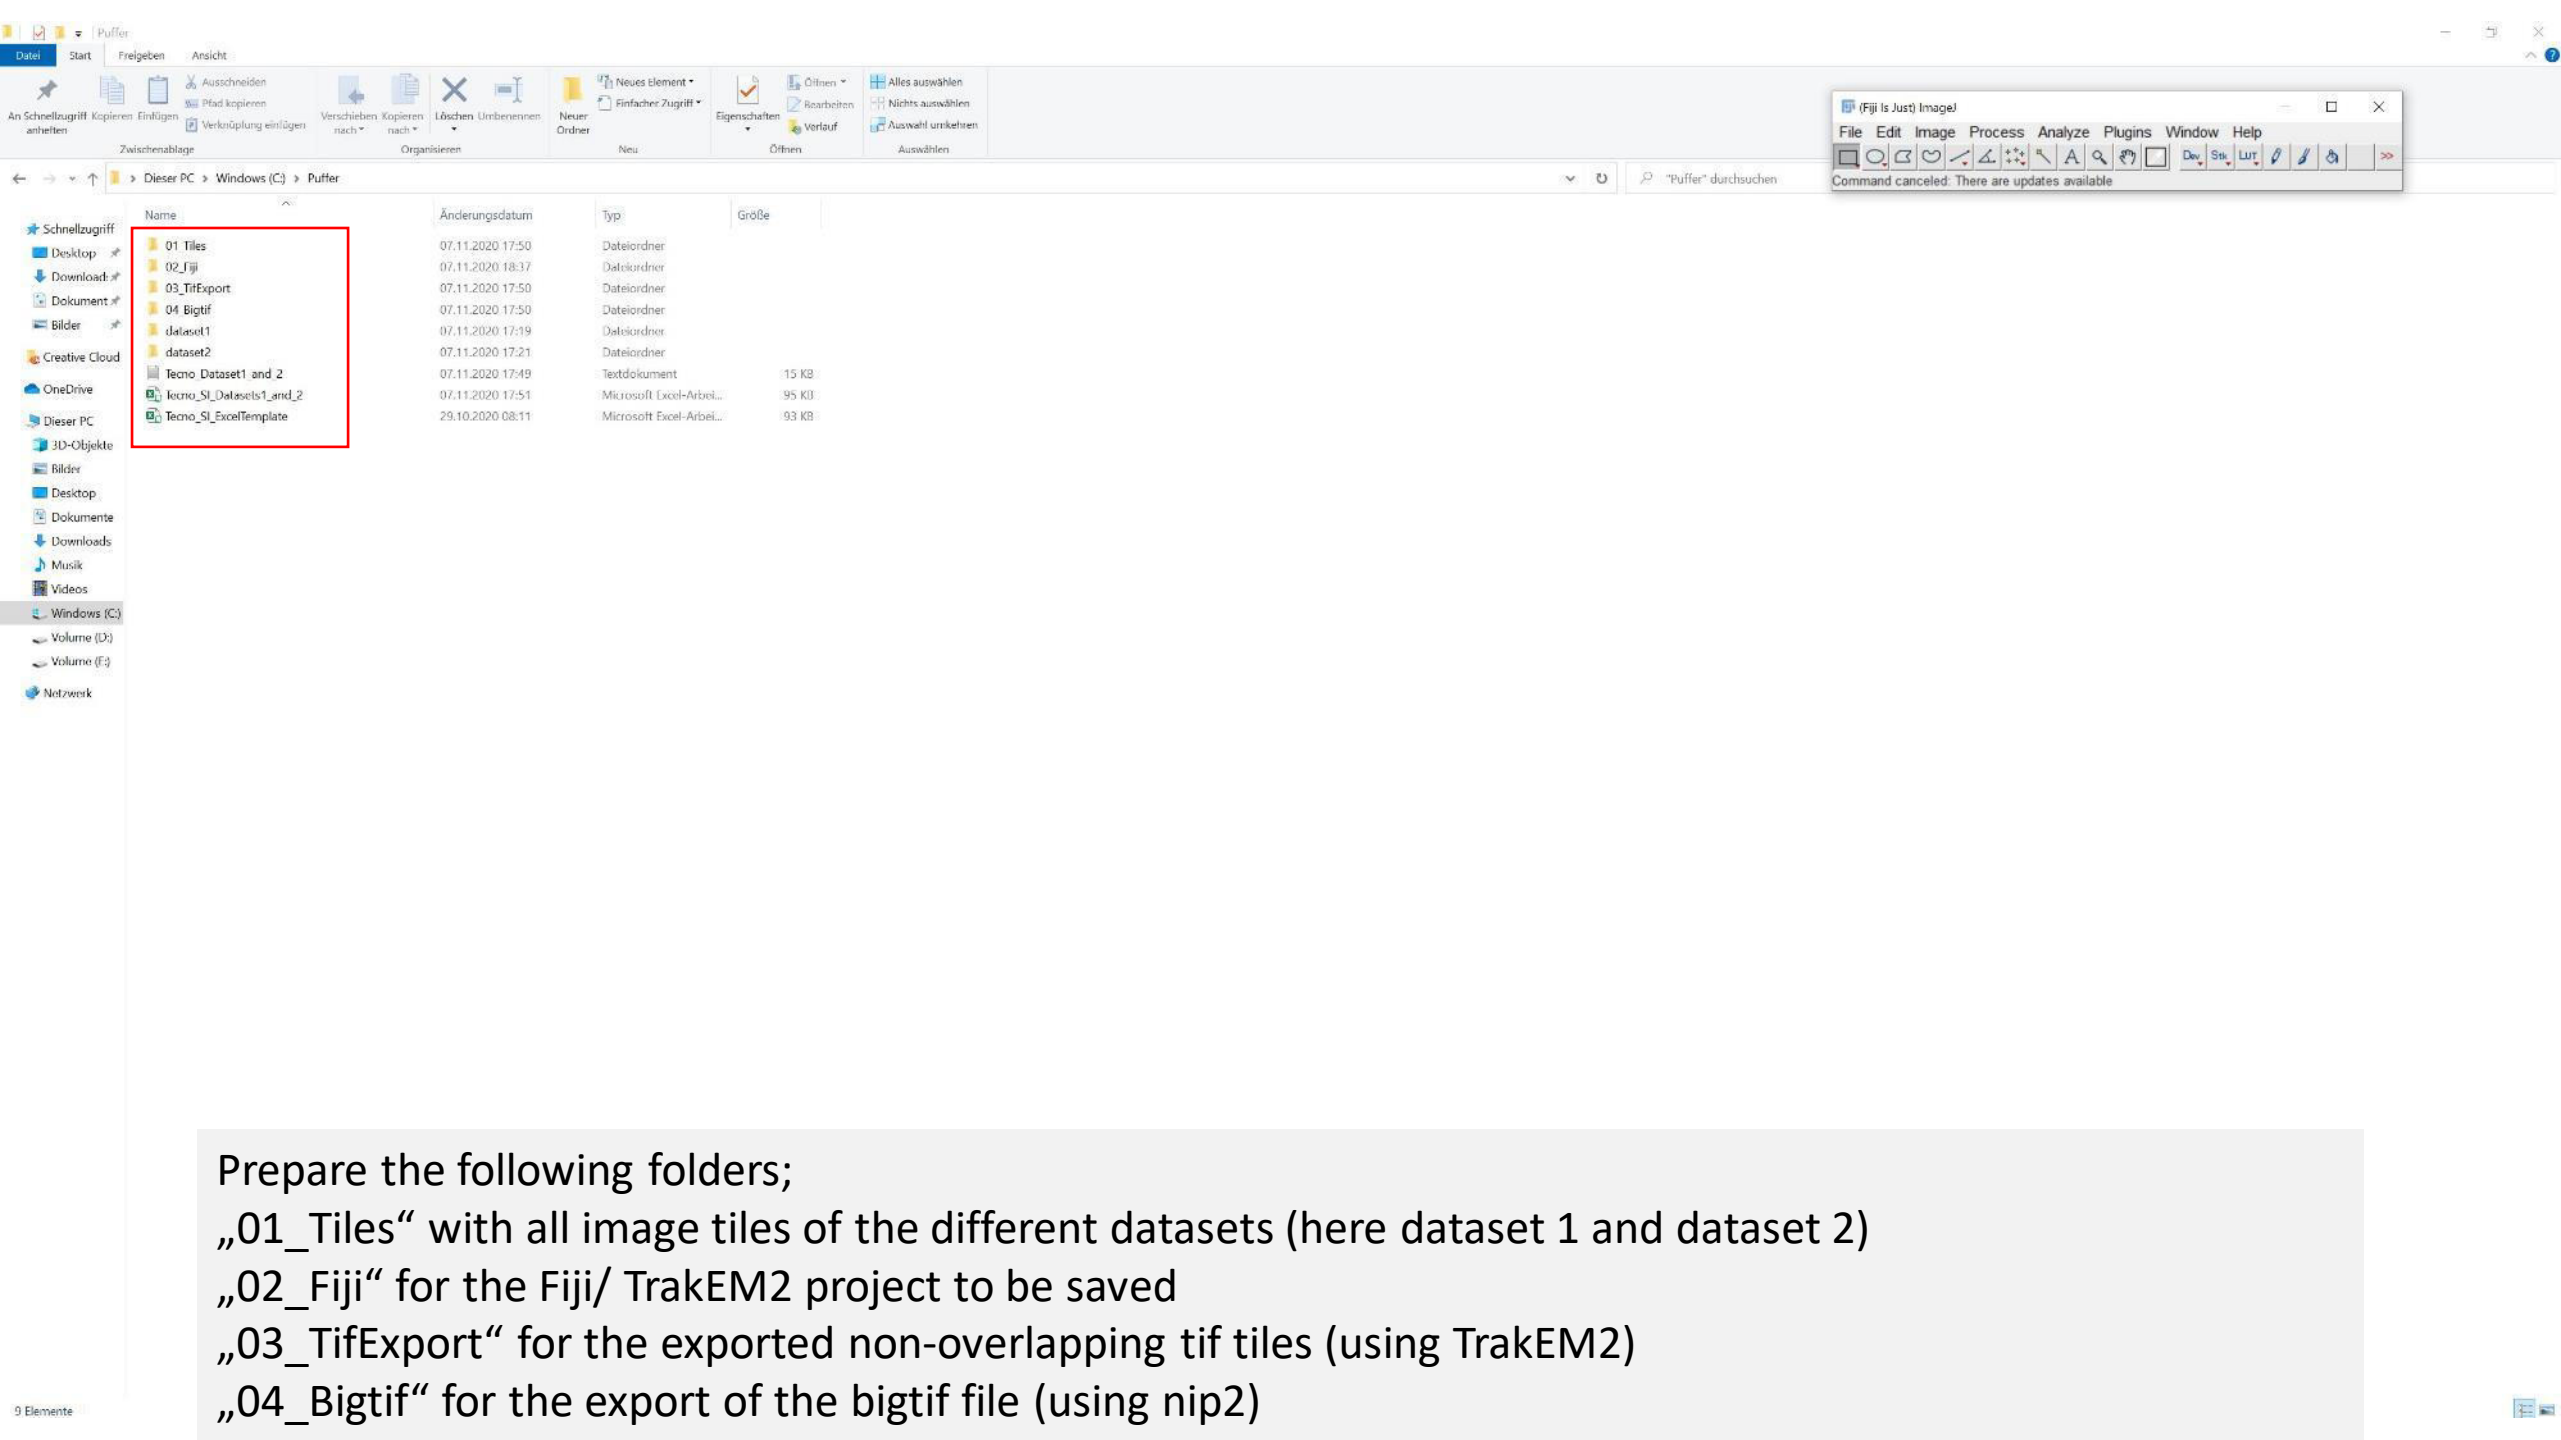 Puffer
Datei Start Freigeben Ansicht
An Schnellzugriff anheften
Kopieren
Einfügen
Ausschneiden
Pfad kopieren
Verknüpfung einfügen
Zwischenablage
Verschieben nach
Kopieren nach
Löschen
Umbenennen
Organisieren
Neuer Ordner
Neues Element
Einfacher Zugriff
Neu
Eigenschaften
Öffnen
Bearbeiten
Verlauf
Öffnen
Alles auswählen
Nichts auswählen
Auswahl umkehren
Auswählen
(Fiji Is Just) ImageJ
File Edit Image Process Analyze Plugins Window Help
A Dev Stk LUT >>
Command canceled: There are updates available
Dieser PC > Windows (C:) > Puffer
"Puffer" durchsuchen
Name Änderungsdatum Typ Größe
01_Tiles 07.11.2020 17:50 Dateiordner
02_Fiji 07.11.2020 18:37 Dateiordner
03_TifExport 07.11.2020 17:50 Dateiordner
04_Bigtif 07.11.2020 17:50 Dateiordner
dataset1 07.11.2020 17:19 Dateiordner
dataset2 07.11.2020 17:21 Dateiordner
Tecno_Dataset1_and_2 07.11.2020 17:49 Textdokument 15 KB
Tecno_SI_Datasets1_and_2 07.11.2020 17:51 Microsoft Excel-Arbei... 95 KB
Tecno_SI_ExcelTemplate 29.10.2020 08:11 Microsoft Excel-Arbei... 93 KB
Schnellzugriff
Desktop
Download:
Dokument
Bilder
Creative Cloud
OneDrive
Dieser PC
3D-Objekte
Bilder
Desktop
Dokumente
Downloads
Musik
Videos
Windows (C:)
Volume (D:)
Volume (E:)
Netzwerk
Prepare the following folders;
„01_Tiles“ with all image tiles of the different datasets (here dataset 1 and dataset 2)
„02_Fiji“ for the Fiji/ TrakEM2 project to be saved
„03_TifExport“ for the exported non-overlapping tif tiles (using TrakEM2)
„04_Bigtif“ for the export of the bigtif file (using nip2)
9 Elemente